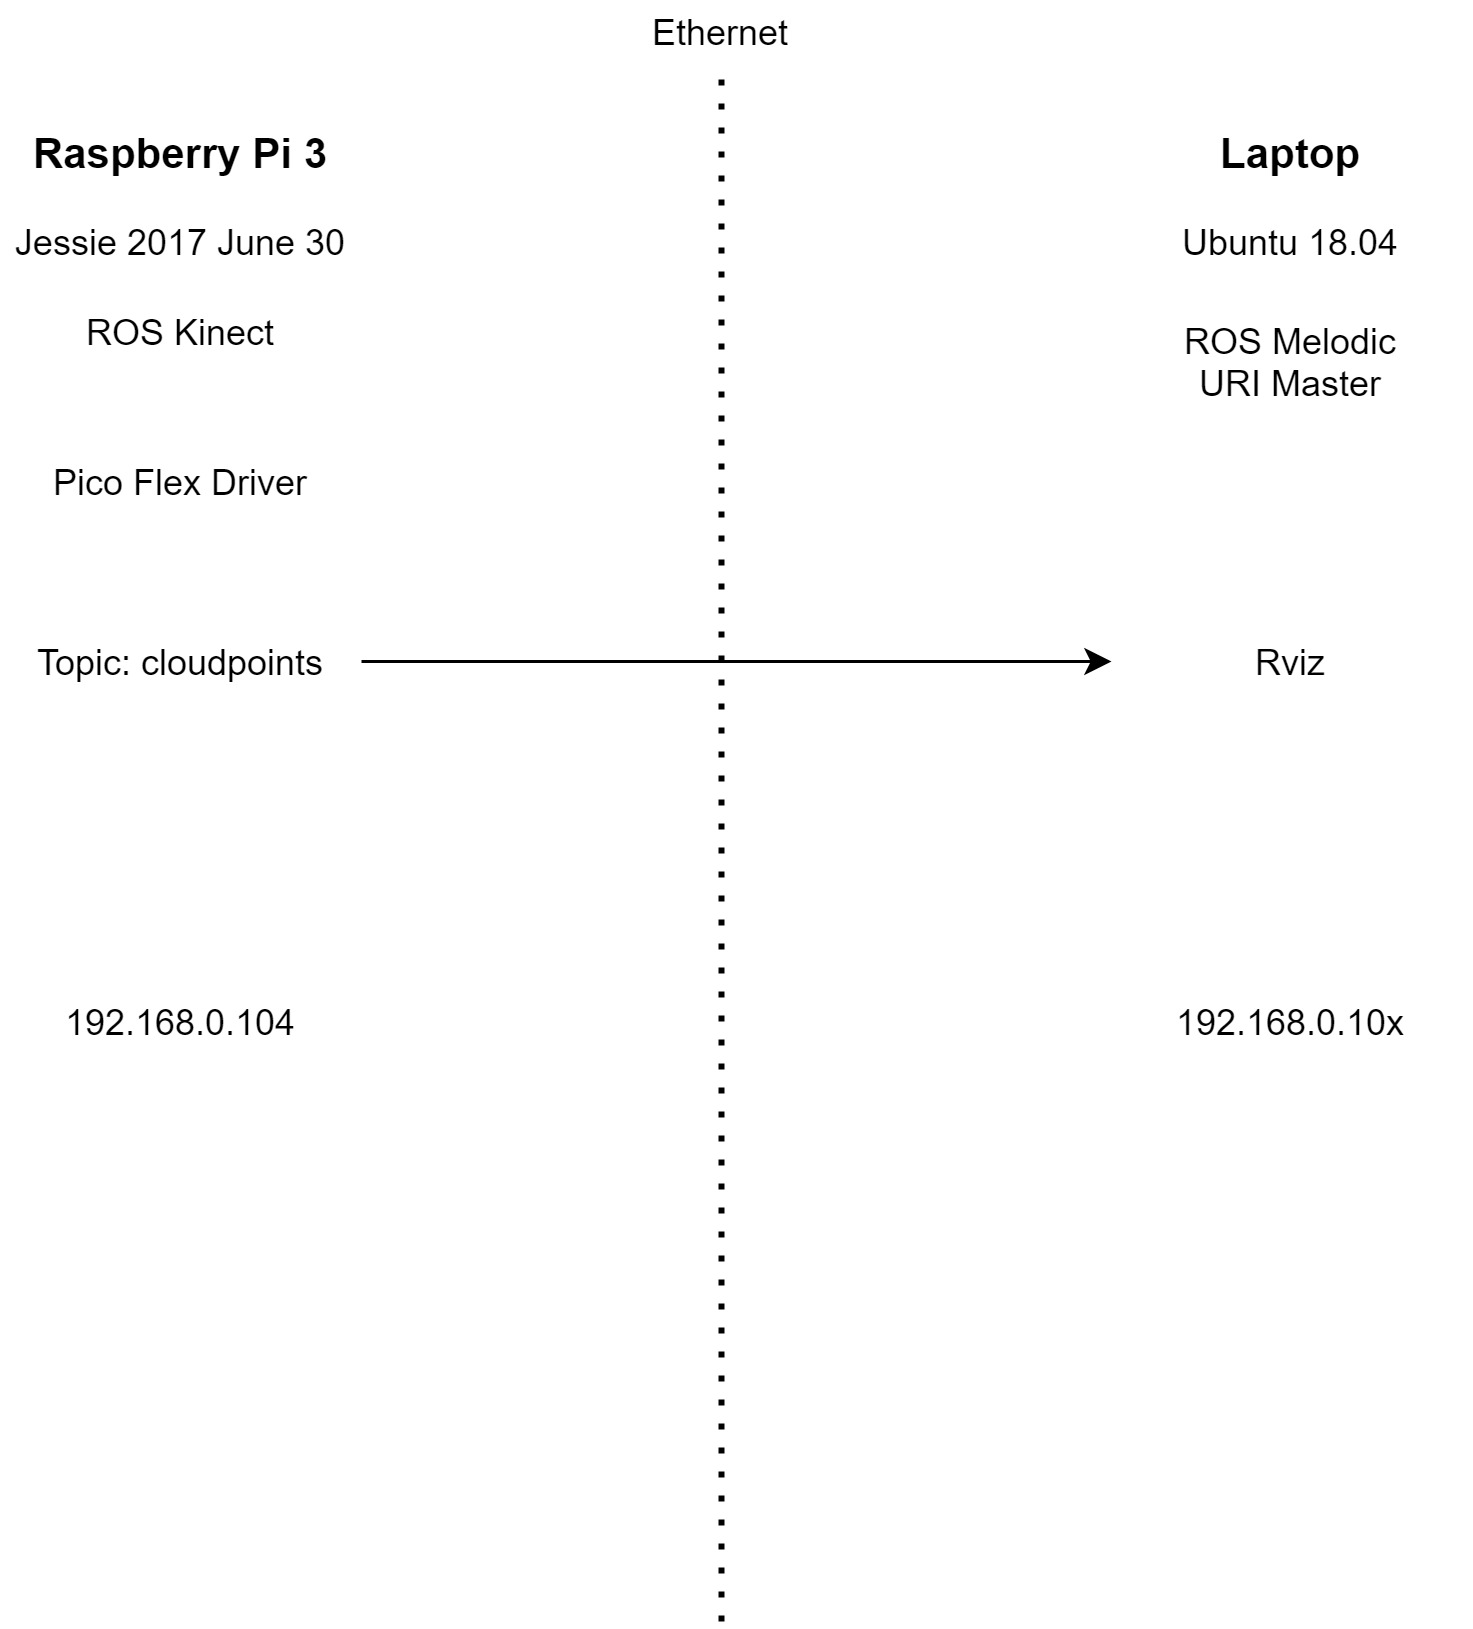 Ethernet
Raspberry Pi 3
Laptop
Jessie 2017 June 30
Ubuntu 18.04
ROS Kinect
ROS Melodic
URI Master
Pico Flex Driver
Topic: cloudpoints
Rviz
192.168.0.104
192.168.0.10x